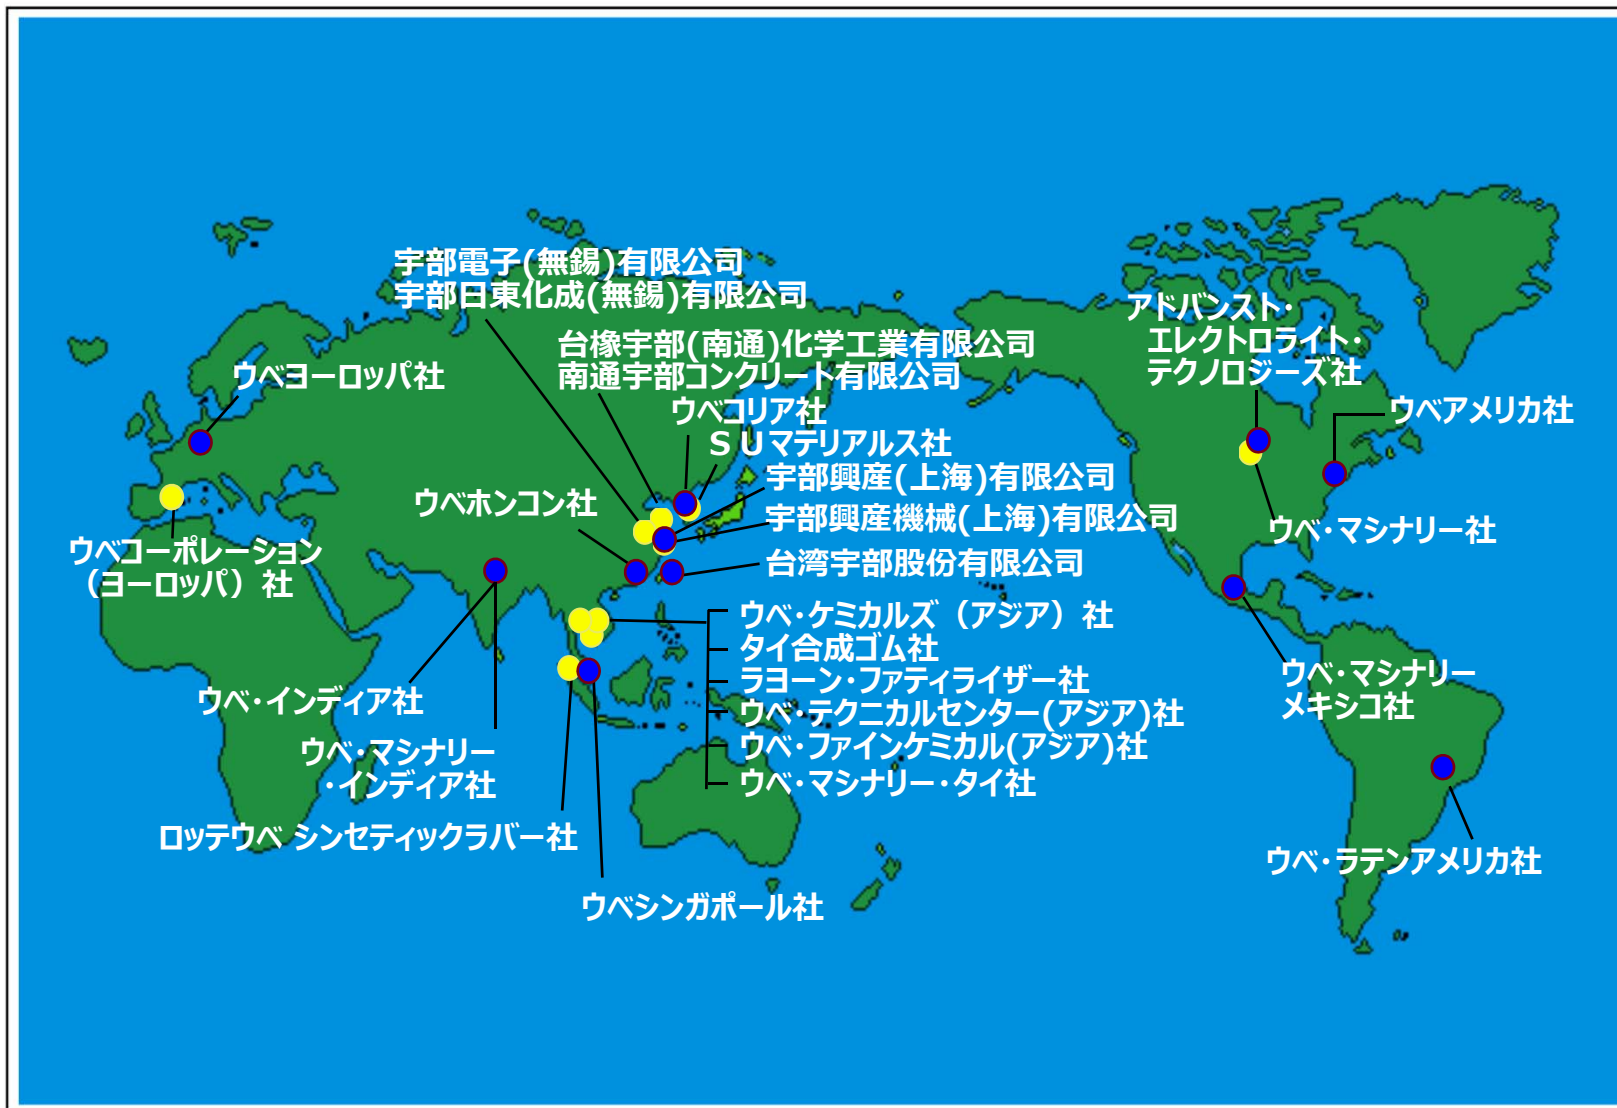 宇部電子(無錫)有限公司
宇部日東化成(無錫)有限公司
台橡宇部(南通)化学工業有限公司
南通宇部コンクリート有限公司
ウベコリア社
ＳＵマテリアルス社
宇部興産(上海)有限公司
宇部興産機械(上海)有限公司
台湾宇部股份有限公司
ウベヨーロッパ社
ウベホンコン社
ウベコーポレーション
（ヨーロッパ）社
ウベ・インディア社
ウベ・マシナリー
・インディア社
ロッテウベ シンセティックラバー社
ウベシンガポール社
ウベ・ケミカルズ（アジア）社
タイ合成ゴム社
ラヨーン・ファティライザー社
ウベ・テクニカルセンター(アジア)社
ウベ・ファインケミカル(アジア)社
ウベ・マシナリー・タイ社
アドバンスト・
エレクトロライト・
テクノロジーズ社
ウベアメリカ社
ウベ・マシナリー社
ウベ・マシナリー
メキシコ社
ウベ・ラテンアメリカ社